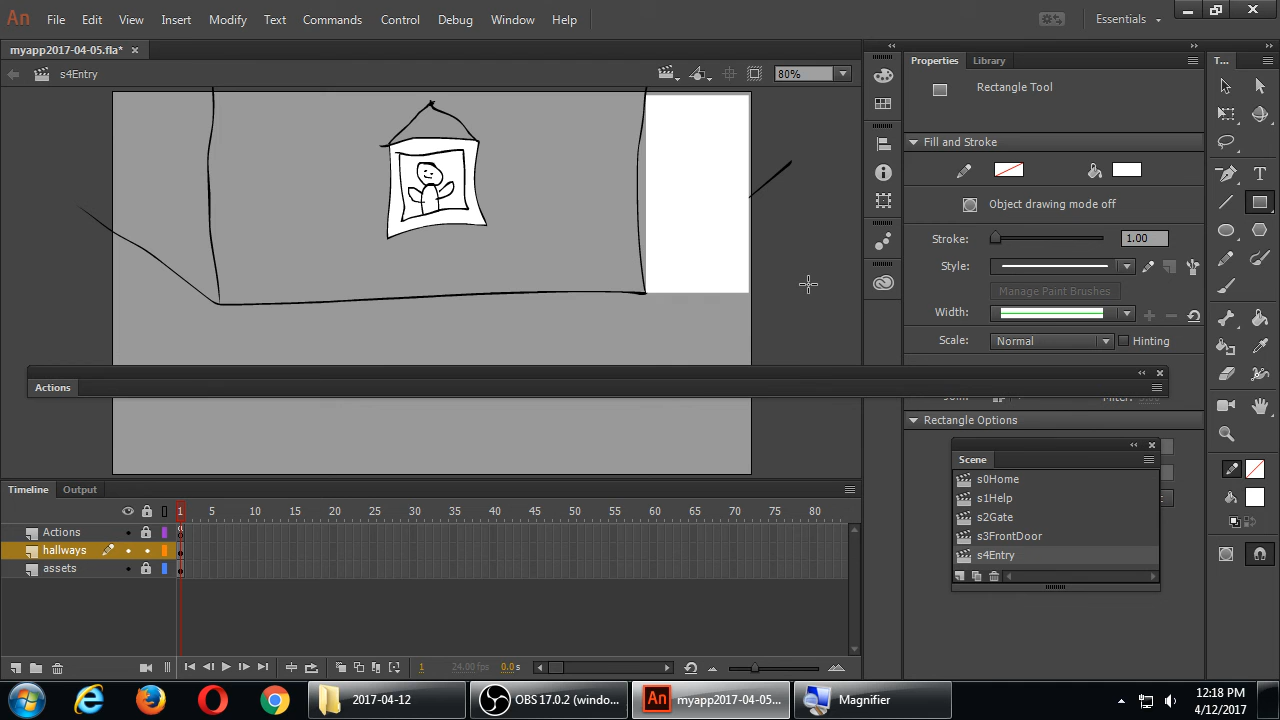 An File Edit View Insert Modify Text Commands Control Debug Window Help Essentials
myapp2017-04-05.fla* ×
s4Entry 80%
T...
Properties Library
Rectangle Tool
Fill and Stroke
Object drawing mode off
Stroke: 1.00
Style:
Manage Paint Brushes
Width:
Scale: Normal Hinting
Actions
Rectangle Options
Scene
s0Home
s1Help
s2Gate
s3FrontDoor
s4Entry
Timeline Output
1 5 10 15 20 25 30 35 40 45 50 55 60 65 70 75 80
Actions
hallways
assets
1 24.00 fps 0.0 s
2017-04-12 OBS 17.0.2 (windo... An myapp2017-04-05... Magnifier
12:18 PM
4/12/2017